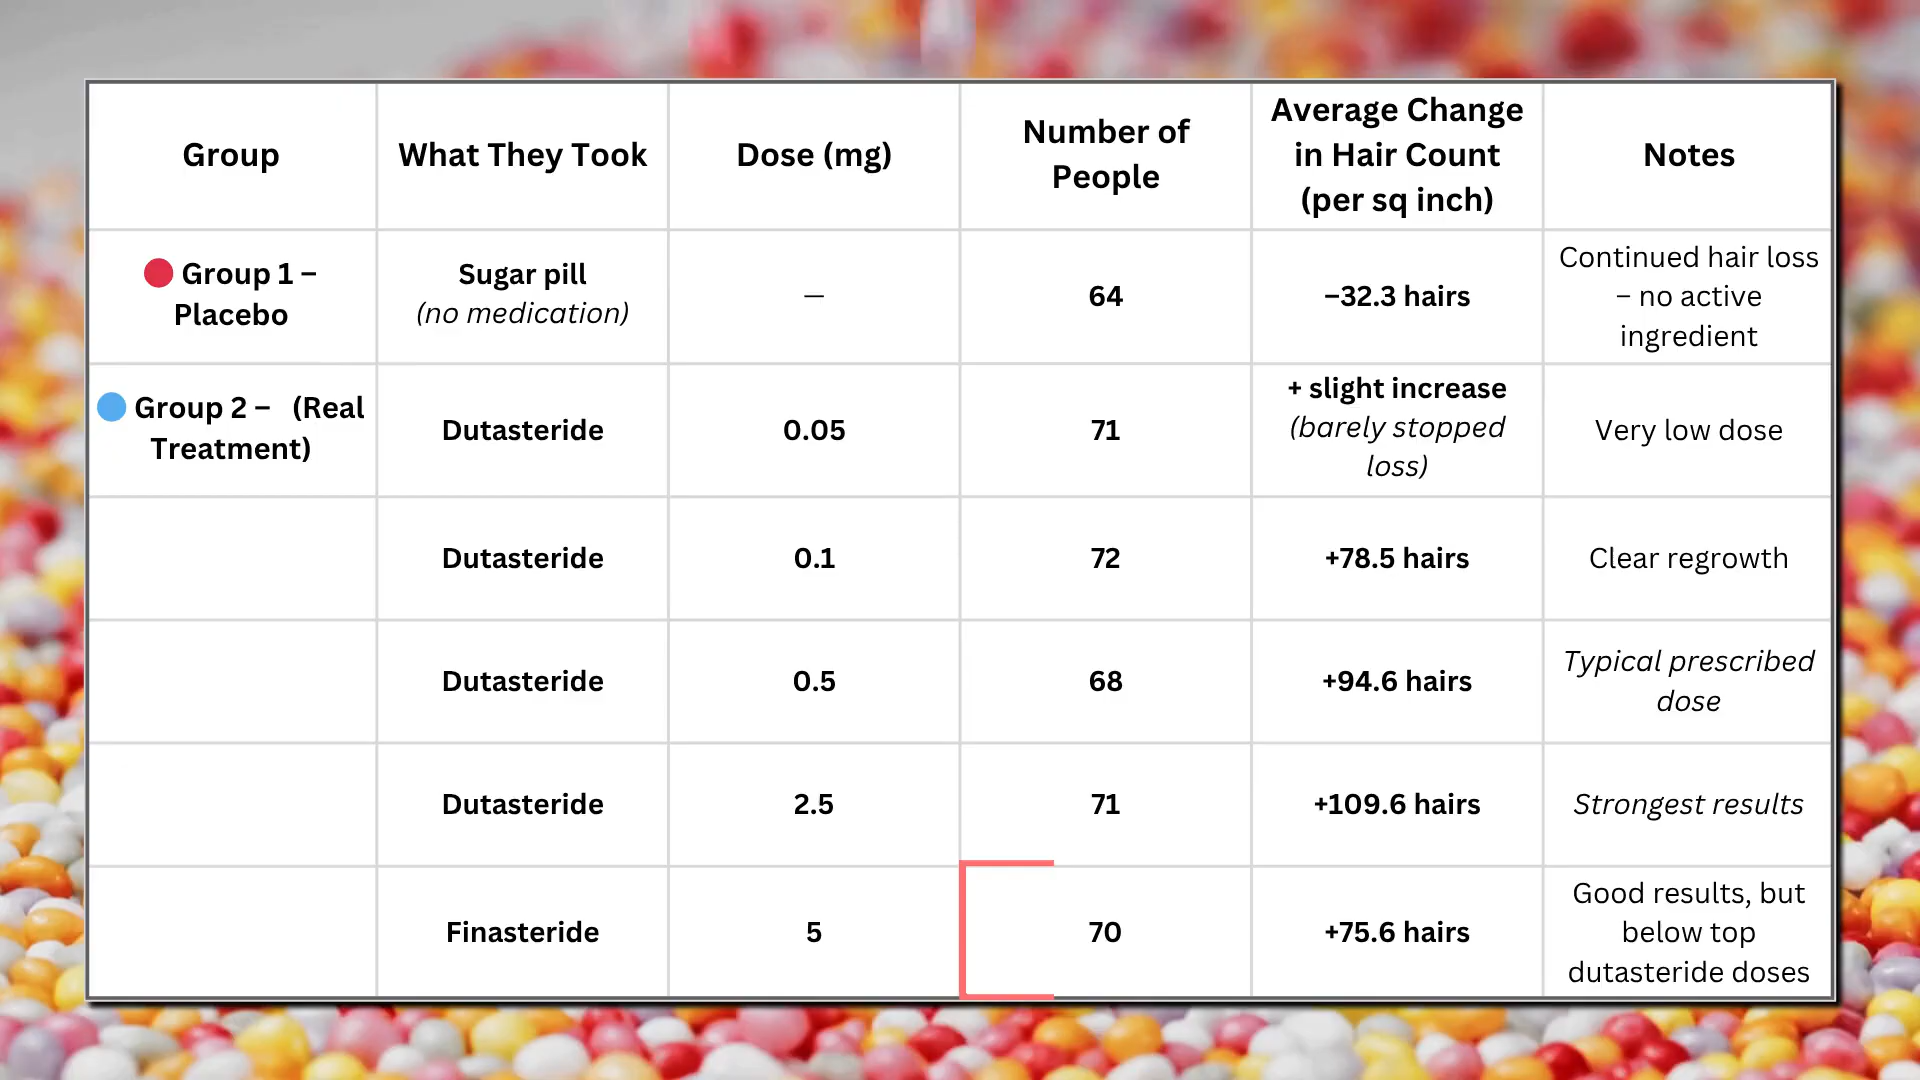 Group
What They Took
Dose (mg)
Number of
People
Average Change
in Hair Count
(per sq inch)
Notes
Group 1 –
Placebo
Sugar pill
(no medication)
—
64
–32.3 hairs
Continued hair loss
– no active
ingredient
Group 2 – (Real
Treatment)
Dutasteride
0.05
71
+ slight increase
(barely stopped
loss)
Very low dose
Dutasteride
0.1
72
+78.5 hairs
Clear regrowth
Dutasteride
0.5
68
+94.6 hairs
Typical prescribed
dose
Dutasteride
2.5
71
+109.6 hairs
Strongest results
Finasteride
5
70
+75.6 hairs
Good results, but
below top
dutasteride doses